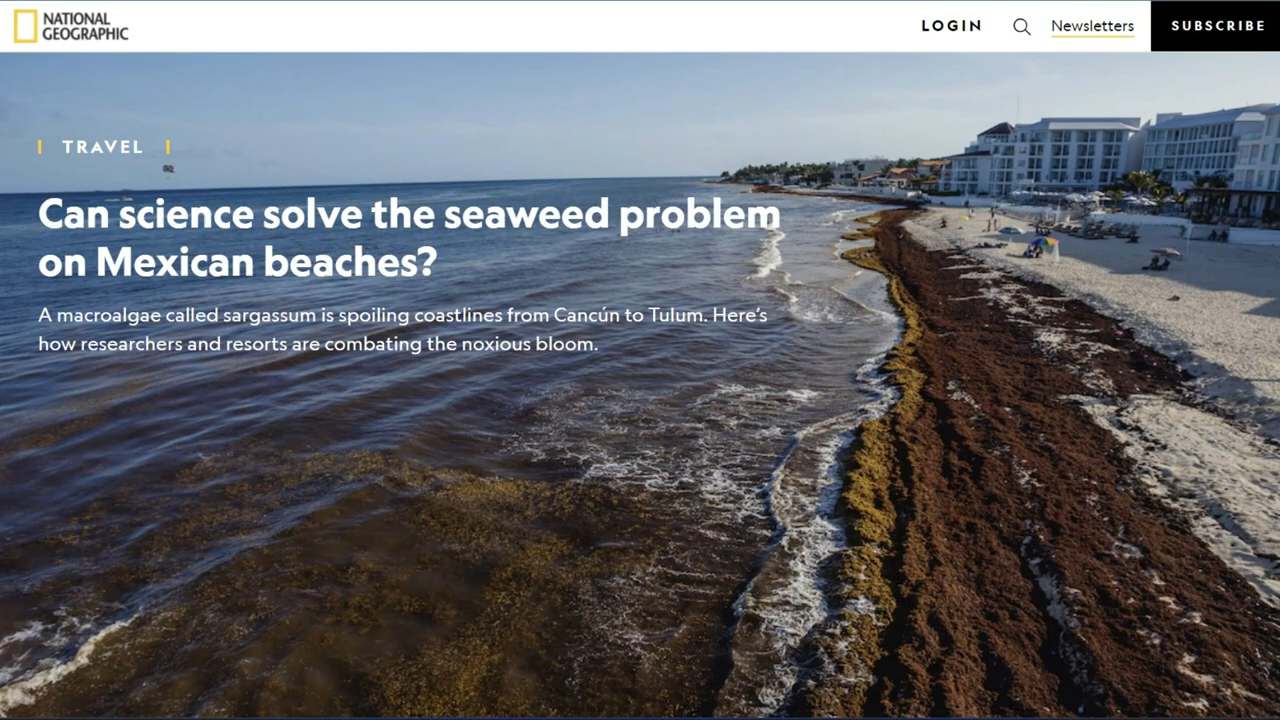 NATIONAL
GEOGRAPHIC
LOGIN
Newsletters
SUBSCRIBE
TRAVEL
Can science solve the seaweed problem
on Mexican beaches?
A macroalgae called sargassum is spoiling coastlines from Cancún to Tulum. Here’s
how researchers and resorts are combating the noxious bloom.